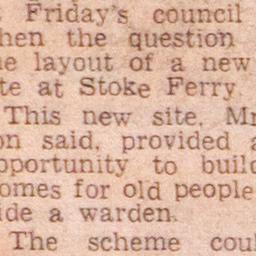 Friday's council
hen the question
e layout of a new
te at Stoke Ferry.
This new site, Mr
on said, provided a
pportunity to build
omes for old people
ide a warden.
The scheme coul